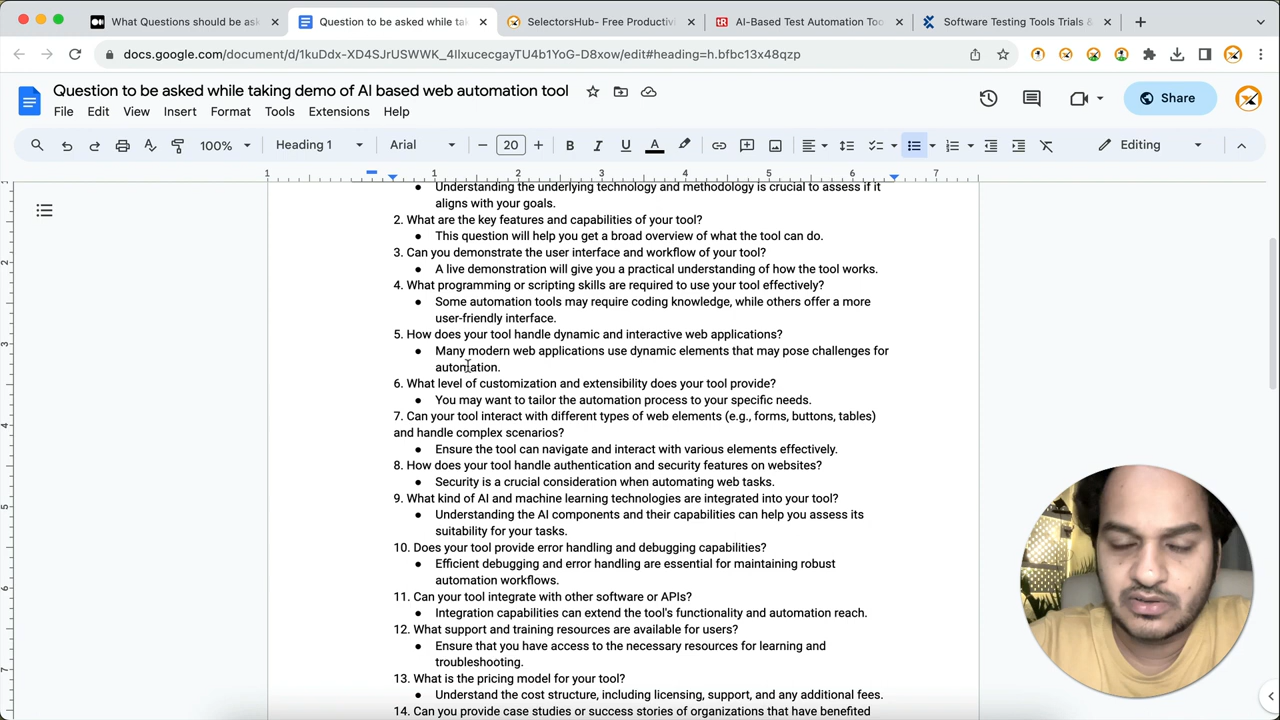 What Questions should be ask
Question to be asked while tak
SelectorsHub- Free Productivi
AI-Based Test Automation Too
Software Testing Tools Trials &
docs.google.com/document/d/1kuDdx-XD4SJrUSWWK_4IlxucecgayTU4b1YoG-D8xow/edit#heading=h.bfbc13x48qzp
Question to be asked while taking demo of AI based web automation tool
File Edit View Insert Format Tools Extensions Help
Share
100% Heading 1 Arial 20 B I U A Editing
1 1 2 3 4 5 6 7
Understanding the underlying technology and methodology is crucial to assess if it
aligns with your goals.
2. What are the key features and capabilities of your tool?
● This question will help you get a broad overview of what the tool can do.
3. Can you demonstrate the user interface and workflow of your tool?
● A live demonstration will give you a practical understanding of how the tool works.
4. What programming or scripting skills are required to use your tool effectively?
● Some automation tools may require coding knowledge, while others offer a more
user-friendly interface.
5. How does your tool handle dynamic and interactive web applications?
● Many modern web applications use dynamic elements that may pose challenges for
automation.
6. What level of customization and extensibility does your tool provide?
● You may want to tailor the automation process to your specific needs.
7. Can your tool interact with different types of web elements (e.g., forms, buttons, tables)
and handle complex scenarios?
● Ensure the tool can navigate and interact with various elements effectively.
8. How does your tool handle authentication and security features on websites?
● Security is a crucial consideration when automating web tasks.
9. What kind of AI and machine learning technologies are integrated into your tool?
● Understanding the AI components and their capabilities can help you assess its
suitability for your tasks.
10. Does your tool provide error handling and debugging capabilities?
● Efficient debugging and error handling are essential for maintaining robust
automation workflows.
11. Can your tool integrate with other software or APIs?
● Integration capabilities can extend the tool's functionality and automation reach.
12. What support and training resources are available for users?
● Ensure that you have access to the necessary resources for learning and
troubleshooting.
13. What is the pricing model for your tool?
● Understand the cost structure, including licensing, support, and any additional fees.
14. Can you provide case studies or success stories of organizations that have benefited